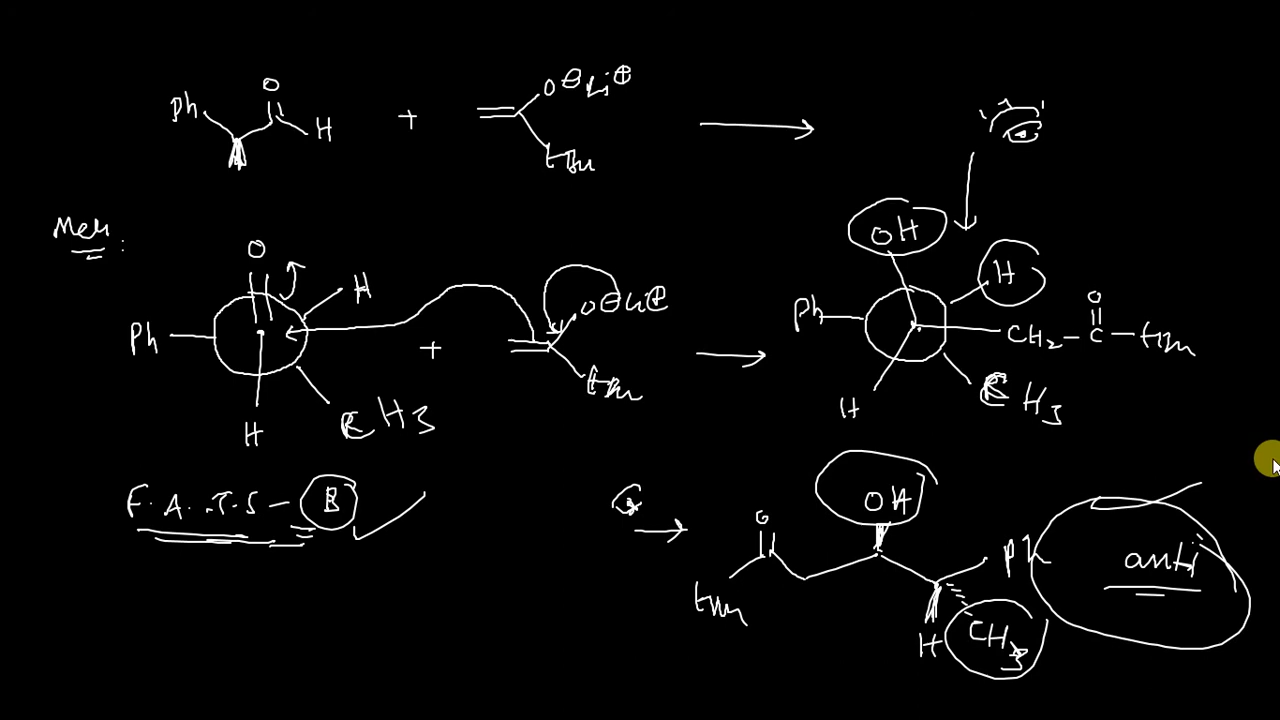 Ph O H + O⊖Li⊕ tBu
Mech:
O H Ph H CH3 + O⊖Li⊕ tBu
OH H Ph CH2-C-tBu O H CH3
F.A.T.S - B
O OH Ph anti
tBu H CH3